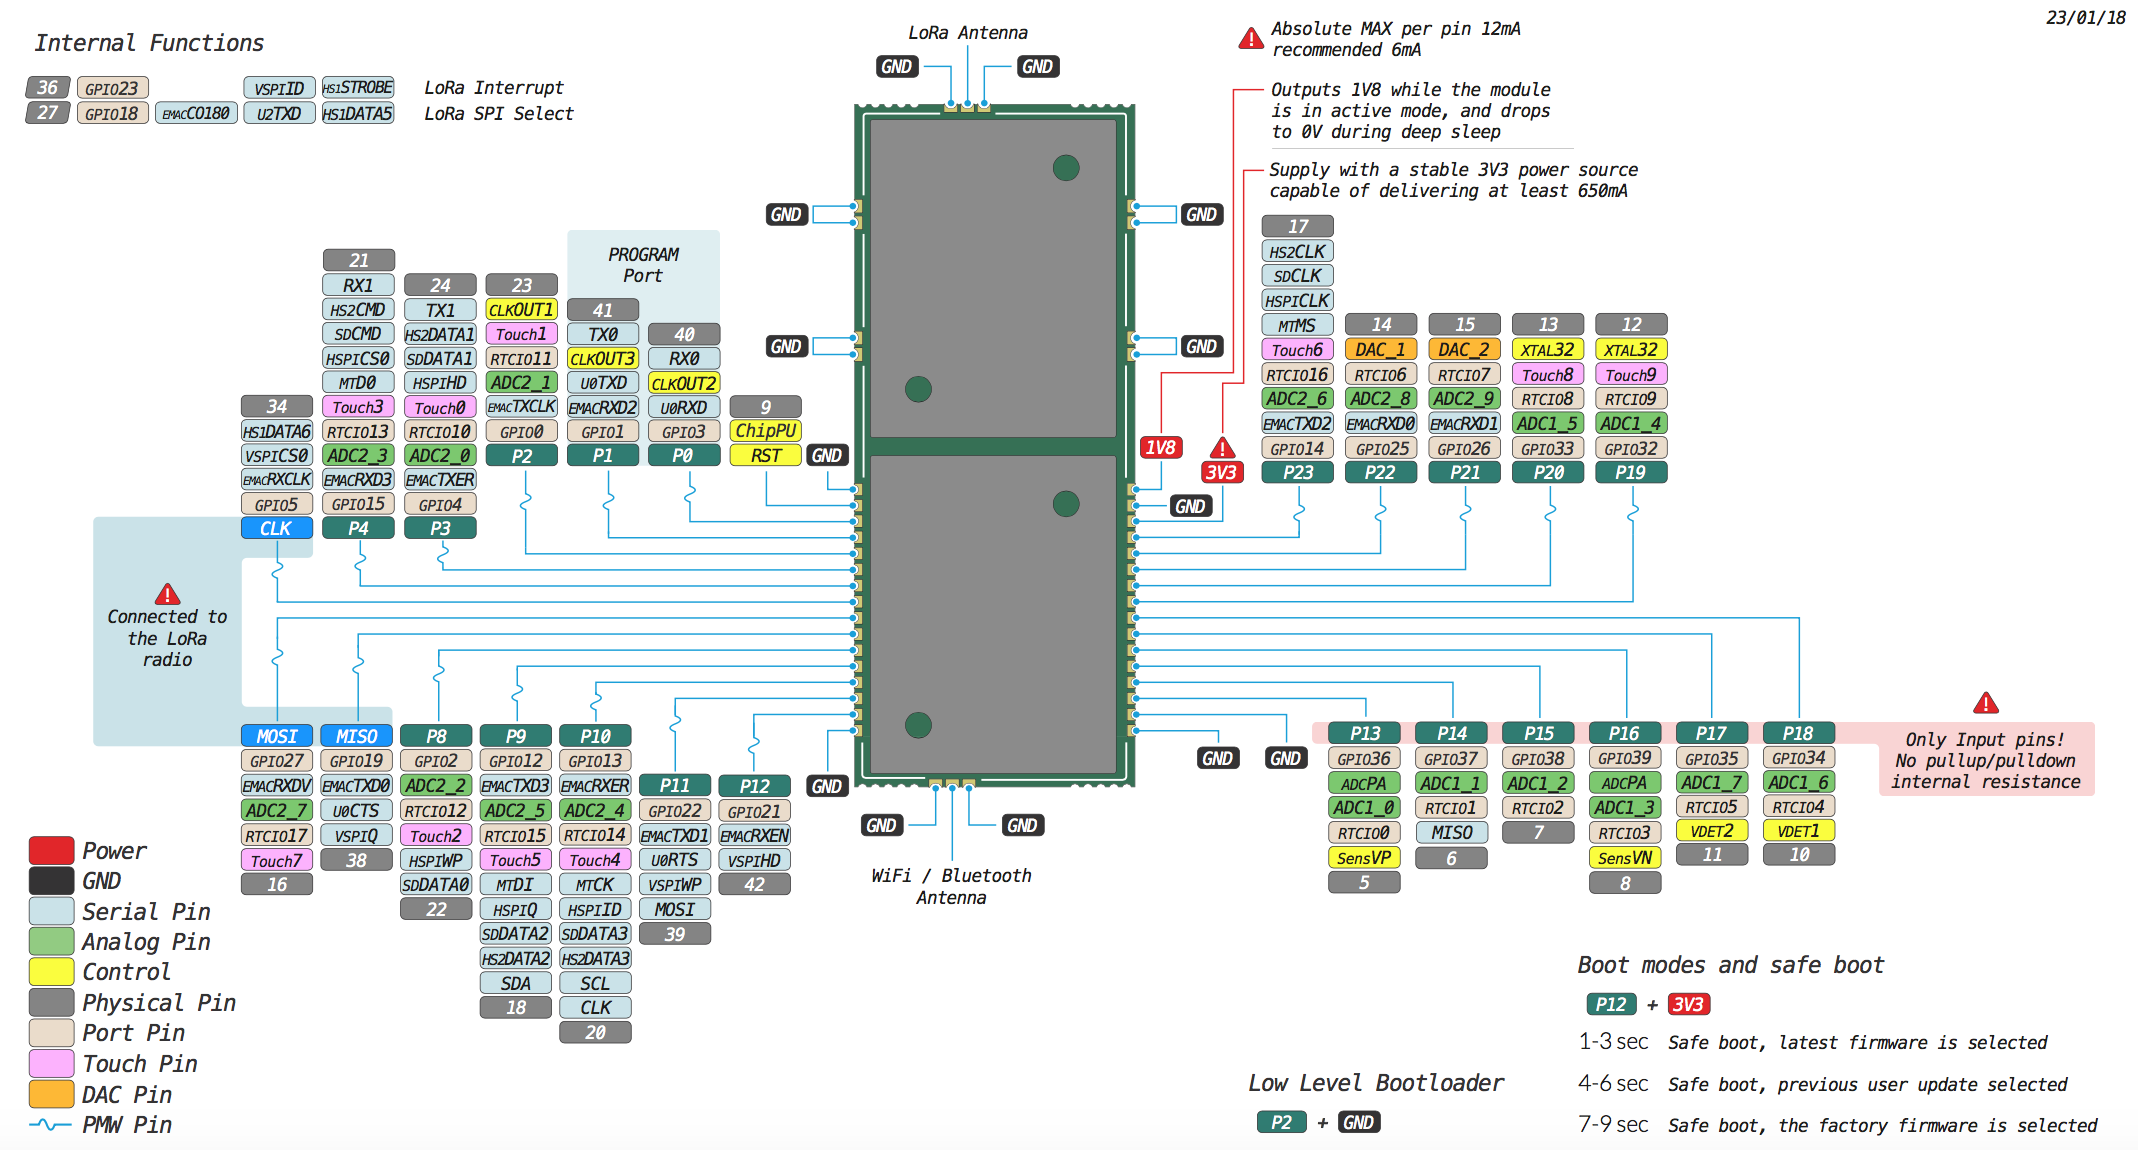 23/01/18
Internal Functions
36 GPIO23 VSPIID HS1STROBE LoRa Interrupt
27 GPIO18 EMACCO180 U2TXD HS1DATA5 LoRa SPI Select
LoRa Antenna
GND GND
Absolute MAX per pin 12mA
recommended 6mA
Outputs 1V8 while the module
is in active mode, and drops
to 0V during deep sleep
Supply with a stable 3V3 power source
capable of delivering at least 650mA
GND GND
GND GND
PROGRAM
Port
34
HS1DATA6
VSPICS0
EMACRXCLK
GPIO5
CLK
21
RX1
HS2CMD
SDCMD
HSPICS0
MTDO
Touch3
RTCIO13
ADC2_3
EMACRXD3
GPIO15
P4
24
TX1
HS2DATA1
SDDATA1
HSPIHD
Touch0
RTCIO10
ADC2_0
EMACTXER
GPIO4
P3
23
CLKOUT1
Touch1
RTCIO11
ADC2_1
EMACTXCLK
GPIO0
P2
41
TX0
CLKOUT3
U0TXD
EMACRXD2
GPIO1
P1
40
RX0
CLKOUT2
U0RXD
GPIO3
P0
9
ChipPU
RST
GND
1V8
3V3
GND
17
HS2CLK
SDCLK
HSPICLK
MTMS
Touch6
RTCIO16
ADC2_6
EMACTXD2
GPIO14
P23
14
DAC_1
RTCIO6
ADC2_8
EMACRXD0
GPIO25
P22
15
DAC_2
RTCIO7
ADC2_9
EMACRXD1
GPIO26
P21
13
XTAL32
Touch8
RTCIO8
ADC1_5
GPIO33
P20
12
XTAL32
Touch9
RTCIO9
ADC1_4
GPIO32
P19
Connected to
the LoRa
radio
MOSI
GPIO27
EMACRXDV
ADC2_7
RTCIO17
Touch7
16
MISO
GPIO19
EMACTXD0
U0CTS
VSPIQ
38
P8
GPIO2
ADC2_2
RTCIO12
Touch2
HSPIWP
SDDATA0
22
P9
GPIO12
EMACTXD3
ADC2_5
RTCIO15
Touch5
MTDI
HSPIQ
SDDATA2
HS2DATA2
SDA
18
P10
GPIO13
EMACRXER
ADC2_4
RTCIO14
Touch4
MTCK
HSPIID
SDDATA3
HS2DATA3
SCL
CLK
20
P11
GPIO22
EMACTXD1
U0RTS
VSPIWP
MOSI
39
P12
GPIO21
EMACRXEN
VSPIHD
42
GND
GND GND
WiFi / Bluetooth
Antenna
GND
GND
P13
GPIO36
ADCPA
ADC1_0
RTCIO0
SensVP
5
P14
GPIO37
ADC1_1
RTCIO1
MISO
6
P15
GPIO38
ADC1_2
RTCIO2
7
P16
GPIO39
ADCPA
ADC1_3
RTCIO3
SensVN
8
P17
GPIO35
ADC1_7
RTCIO5
VDET2
11
P18
GPIO34
ADC1_6
RTCIO4
VDET1
10
Only Input pins!
No pullup/pulldown
internal resistance
Power
GND
Serial Pin
Analog Pin
Control
Physical Pin
Port Pin
Touch Pin
DAC Pin
PMW Pin
Low Level Bootloader
P2 + GND
Boot modes and safe boot
P12 + 3V3
1-3 sec Safe boot, latest firmware is selected
4-6 sec Safe boot, previous user update selected
7-9 sec Safe boot, the factory firmware is selected